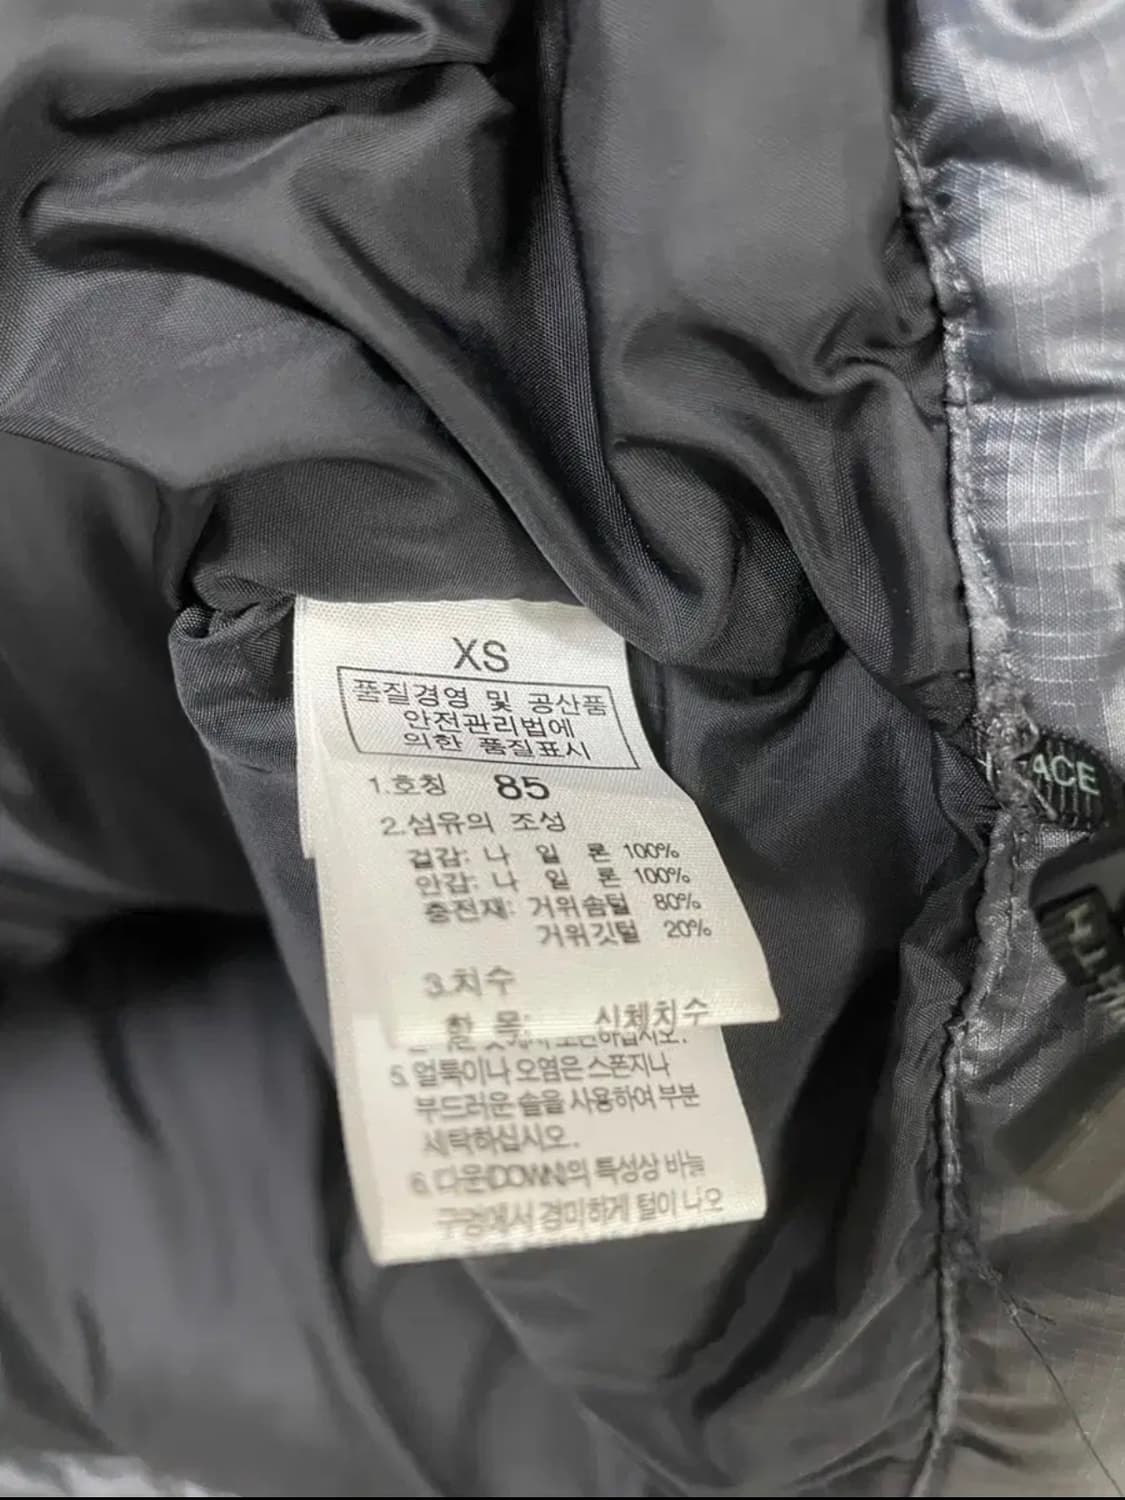 XS
품질경영 및 공산품
안전관리법에
의한 품질표시
1.호칭 85
2.섬유의 조성
겉감: 나 일 론 100%
안감: 나 일 론 100%
충전재: 거위솜털 80%
거위깃털 20%
3.치수
항 목: 신체치수
5. 얼룩이나 오염은 스폰지나
부드러운 솔을 사용하여 부분
세탁하십시오.
6. 다운(DOWN)의 특성상 바늘
구멍에서 경미하게 털이 나오
ACE